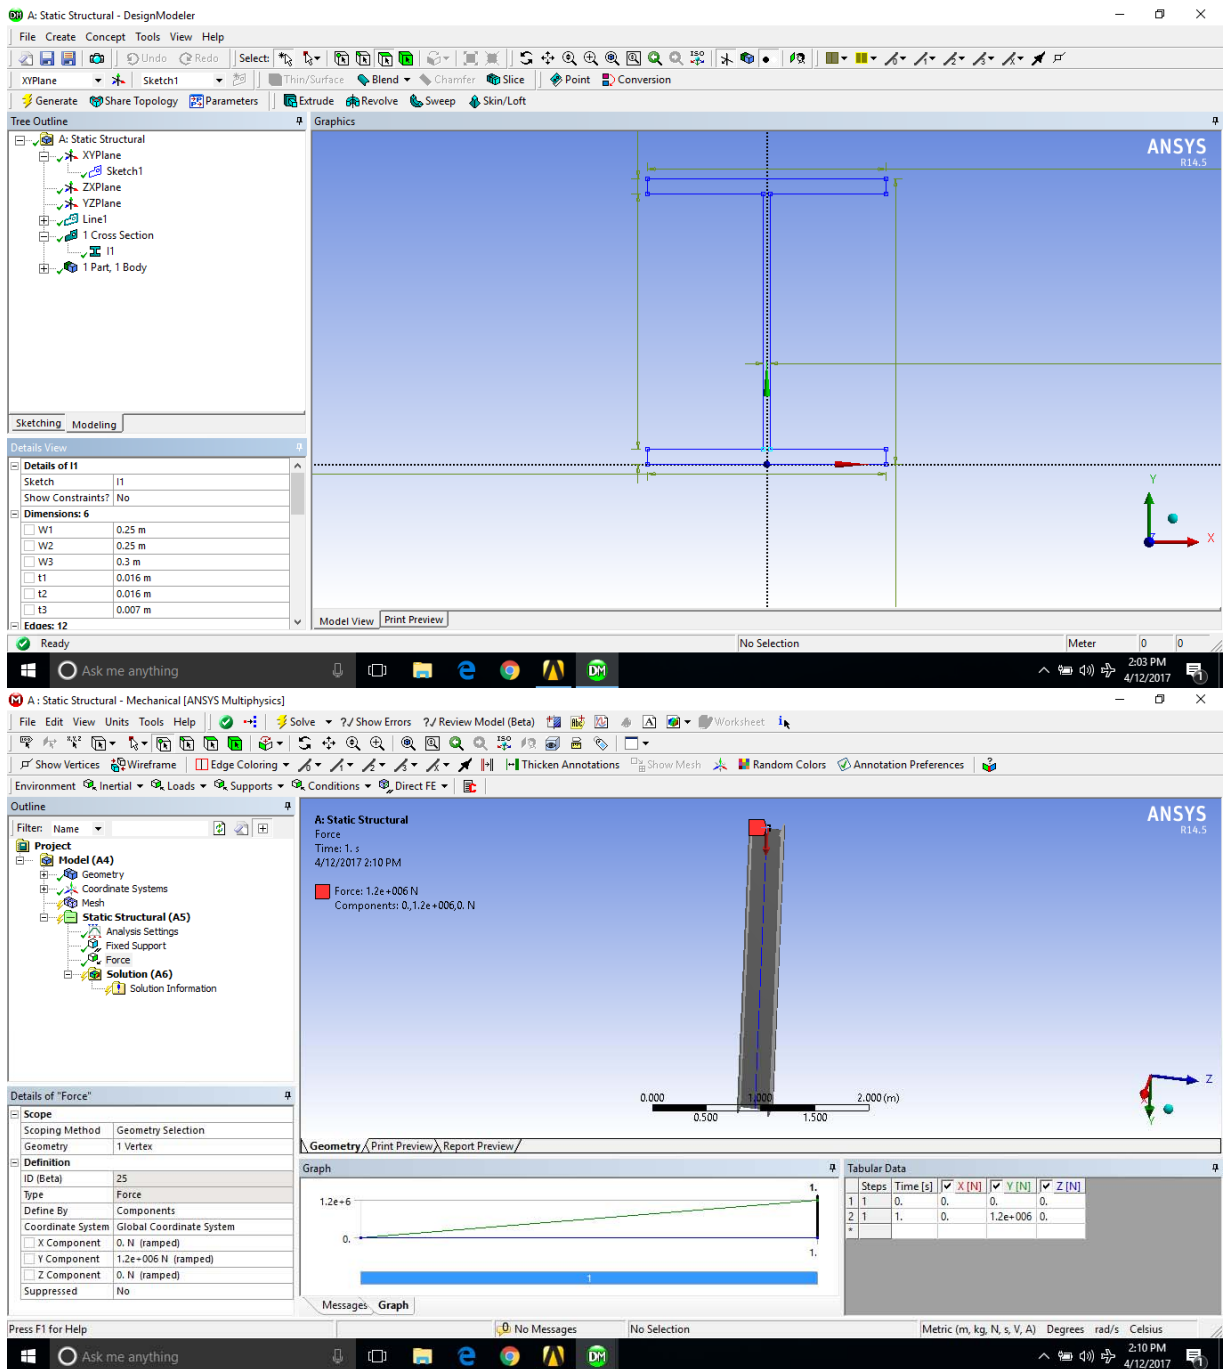 A: Static Structural - DesignModeler
File Create Concept Tools View Help
Undo Redo Select: ISO
XYPlane Sketch1 Thin/Surface Blend Chamfer Slice Point Conversion
Generate Share Topology Parameters Extrude Revolve Sweep Skin/Loft
Tree Outline
Graphics
A: Static Structural
XYPlane
Sketch1
ZXPlane
YZPlane
Line1
1 Cross Section
I1
1 Part, 1 Body
ANSYS
R14.5
Y
X
Z
Sketching Modeling
Details View
Details of I1
Sketch I1
Show Constraints? No
Dimensions: 6
W1 0.25 m
W2 0.25 m
W3 0.3 m
t1 0.016 m
t2 0.016 m
t3 0.007 m
Edges: 12
Model View Print Preview
Ready No Selection Meter 0 0
Ask me anything
DM
2:03 PM
4/12/2017
A : Static Structural - Mechanical [ANSYS Multiphysics]
File Edit View Units Tools Help Solve ?/ Show Errors ?/ Review Model (Beta) A Worksheet
Show Vertices Wireframe Edge Coloring Thicken Annotations Show Mesh Random Colors Annotation Preferences
Environment Inertial Loads Supports Conditions Direct FE
Outline
Filter: Name
Project
Model (A4)
Geometry
Coordinate Systems
Mesh
Static Structural (A5)
Analysis Settings
Fixed Support
Force
Solution (A6)
Solution Information
A: Static Structural
Force
Time: 1. s
4/12/2017 2:10 PM
Force: 1.2e+006 N
Components: 0.,1.2e+006,0. N
ANSYS
R14.5
Z
X
Y
0.000 1.000 2.000 (m)
0.500 1.500
Details of "Force"
Scope
Scoping Method Geometry Selection
Geometry 1 Vertex
Definition
ID (Beta) 25
Type Force
Define By Components
Coordinate System Global Coordinate System
X Component 0. N (ramped)
Y Component 1.2e+006 N (ramped)
Z Component 0. N (ramped)
Suppressed No
Geometry Print Preview Report Preview
Graph
1.
1.2e+6
0.
1.
1
Messages Graph
Tabular Data
Steps Time [s] X [N] Y [N] Z [N]
1 1 0. 0. 0. 0.
2 1 1. 0. 1.2e+006 0.
*
Press F1 for Help 0 No Messages No Selection Metric (m, kg, N, s, V, A) Degrees rad/s Celsius
Ask me anything
DM
2:10 PM
4/12/2017